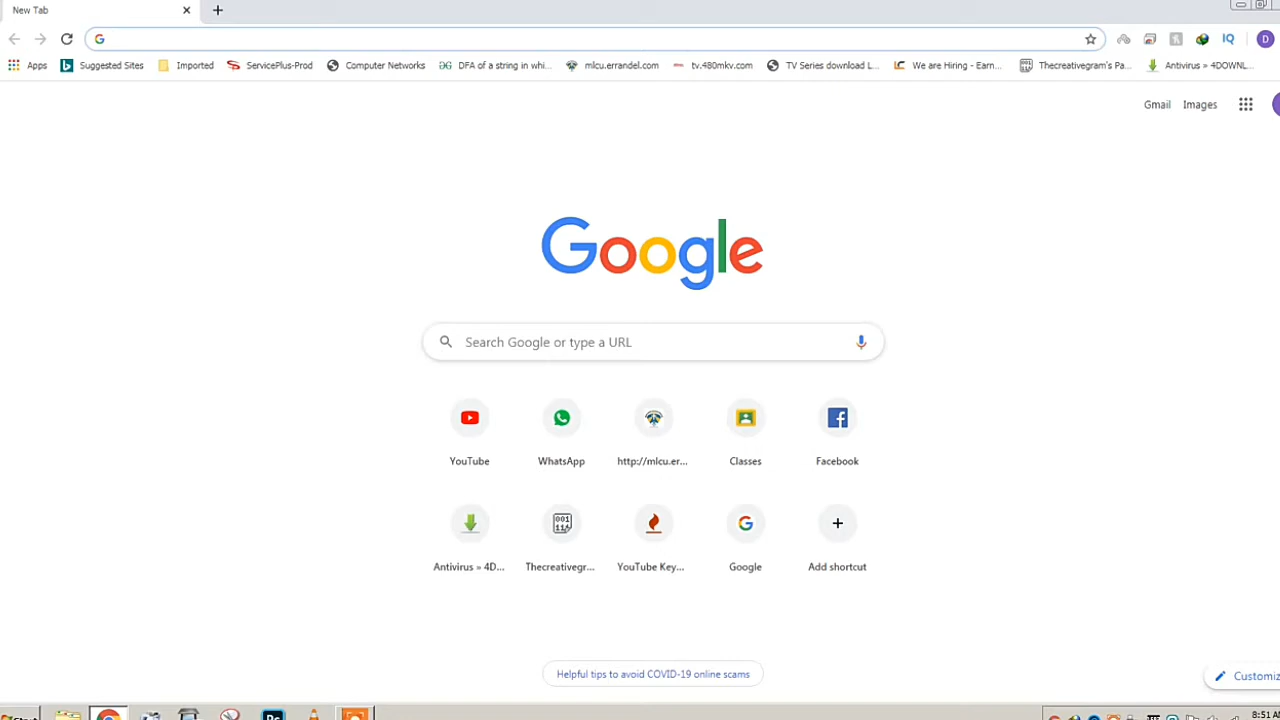 New Tab
Apps Suggested Sites Imported ServicePlus-Prod Computer Networks DFA of a string in whi... mlcu.errandel.com tv.480mkv.com TV Series download L... We are Hiring - Earn... Thecreativegram's Pa... Antivirus » 4DOWNL...
Gmail Images
Google
Search Google or type a URL
YouTube WhatsApp http://mlcu.er... Classes Facebook
Antivirus » 4D... Thecreativegr... YouTube Key... Google Add shortcut
Helpful tips to avoid COVID-19 online scams
Customiz
8:51